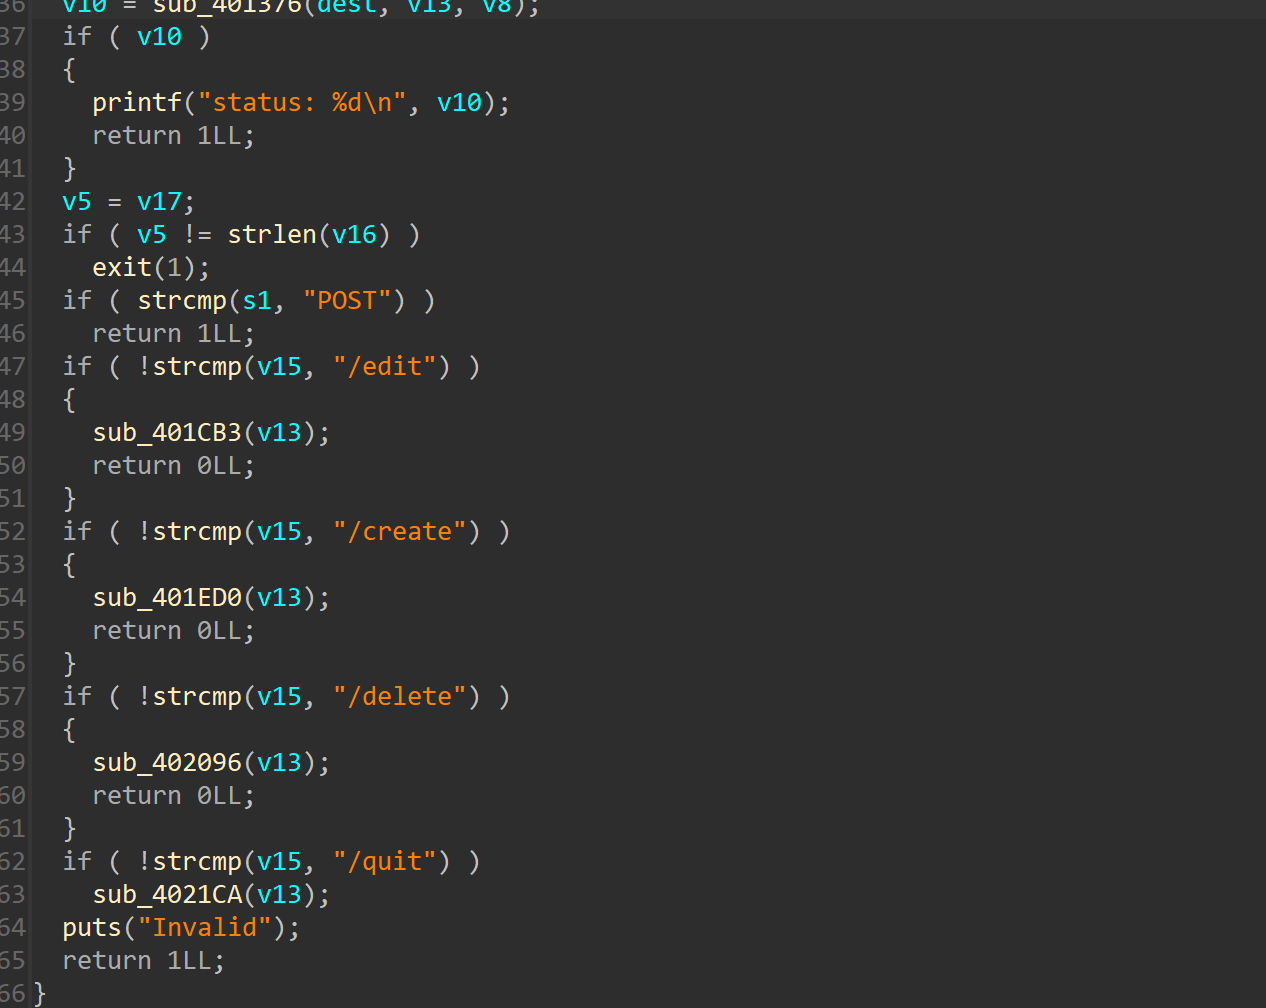 36 v10 = sub_401376(dest, v13, v8);
37 if ( v10 )
38 {
39 printf("status: %d\n", v10);
40 return 1LL;
41 }
42 v5 = v17;
43 if ( v5 != strlen(v16) )
44 exit(1);
45 if ( strcmp(s1, "POST") )
46 return 1LL;
47 if ( !strcmp(v15, "/edit") )
48 {
49 sub_401CB3(v13);
50 return 0LL;
51 }
52 if ( !strcmp(v15, "/create") )
53 {
54 sub_401ED0(v13);
55 return 0LL;
56 }
57 if ( !strcmp(v15, "/delete") )
58 {
59 sub_402096(v13);
60 return 0LL;
61 }
62 if ( !strcmp(v15, "/quit") )
63 sub_4021CA(v13);
64 puts("Invalid");
65 return 1LL;
66 }